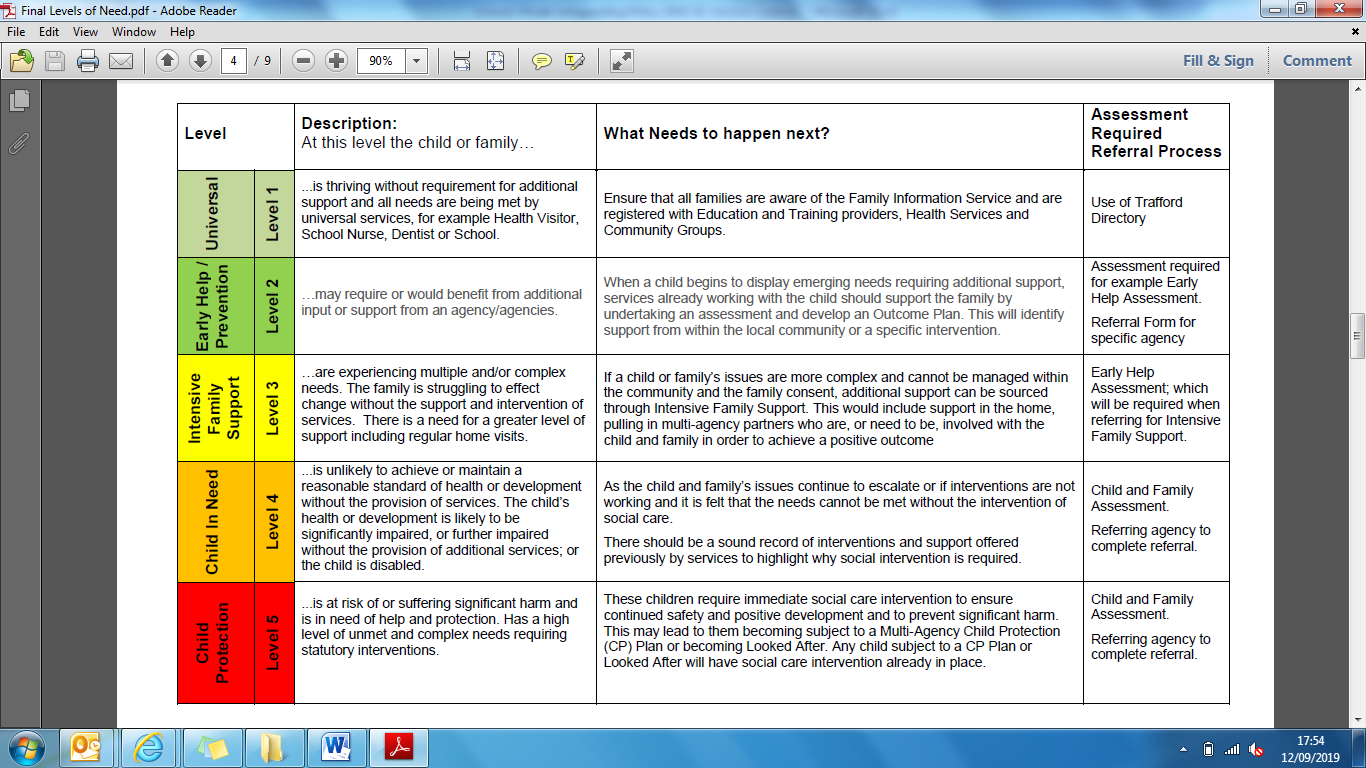 Final Levels of Need.pdf - Adobe Reader
File Edit View Window Help
4 / 9 90% Fill & Sign Comment
Level
Description:
At this level the child or family…
What Needs to happen next?
Assessment
Required
Referral Process
Universal
Level 1
...is thriving without requirement for additional
support and all needs are being met by
universal services, for example Health Visitor,
School Nurse, Dentist or School.
Ensure that all families are aware of the Family Information Service and are
registered with Education and Training providers, Health Services and
Community Groups.
Use of Trafford
Directory
Early Help /
Prevention
Level 2
…may require or would benefit from additional
input or support from an agency/agencies.
When a child begins to display emerging needs requiring additional support,
services already working with the child should support the family by
undertaking an assessment and develop an Outcome Plan. This will identify
support from within the local community or a specific intervention.
Assessment required
for example Early
Help Assessment.
Referral Form for
specific agency
Intensive
Family
Support
Level 3
…are experiencing multiple and/or complex
needs. The family is struggling to effect
change without the support and intervention of
services. There is a need for a greater level of
support including regular home visits.
If a child or family's issues are more complex and cannot be managed within
the community and the family consent, additional support can be sourced
through Intensive Family Support. This would include support in the home,
pulling in multi-agency partners who are, or need to be, involved with the
child and family in order to achieve a positive outcome
Early Help
Assessment; which
will be required when
referring for Intensive
Family Support.
Child In Need
Level 4
...is unlikely to achieve or maintain a
reasonable standard of health or development
without the provision of services. The child's
health or development is likely to be
significantly impaired, or further impaired
without the provision of additional services; or
the child is disabled.
As the child and family's issues continue to escalate or if interventions are not
working and it is felt that the needs cannot be met without the intervention of
social care.
There should be a sound record of interventions and support offered
previously by services to highlight why social intervention is required.
Child and Family
Assessment.
Referring agency to
complete referral.
Child
Protection
Level 5
...is at risk of or suffering significant harm and
is in need of help and protection. Has a high
level of unmet and complex needs requiring
statutory interventions.
These children require immediate social care intervention to ensure
continued safety and positive development and to prevent significant harm.
This may lead to them becoming subject to a Multi-Agency Child Protection
(CP) Plan or becoming Looked After. Any child subject to a CP Plan or
Looked After will have social care intervention already in place.
Child and Family
Assessment.
Referring agency to
complete referral.
17:54
12/09/2019